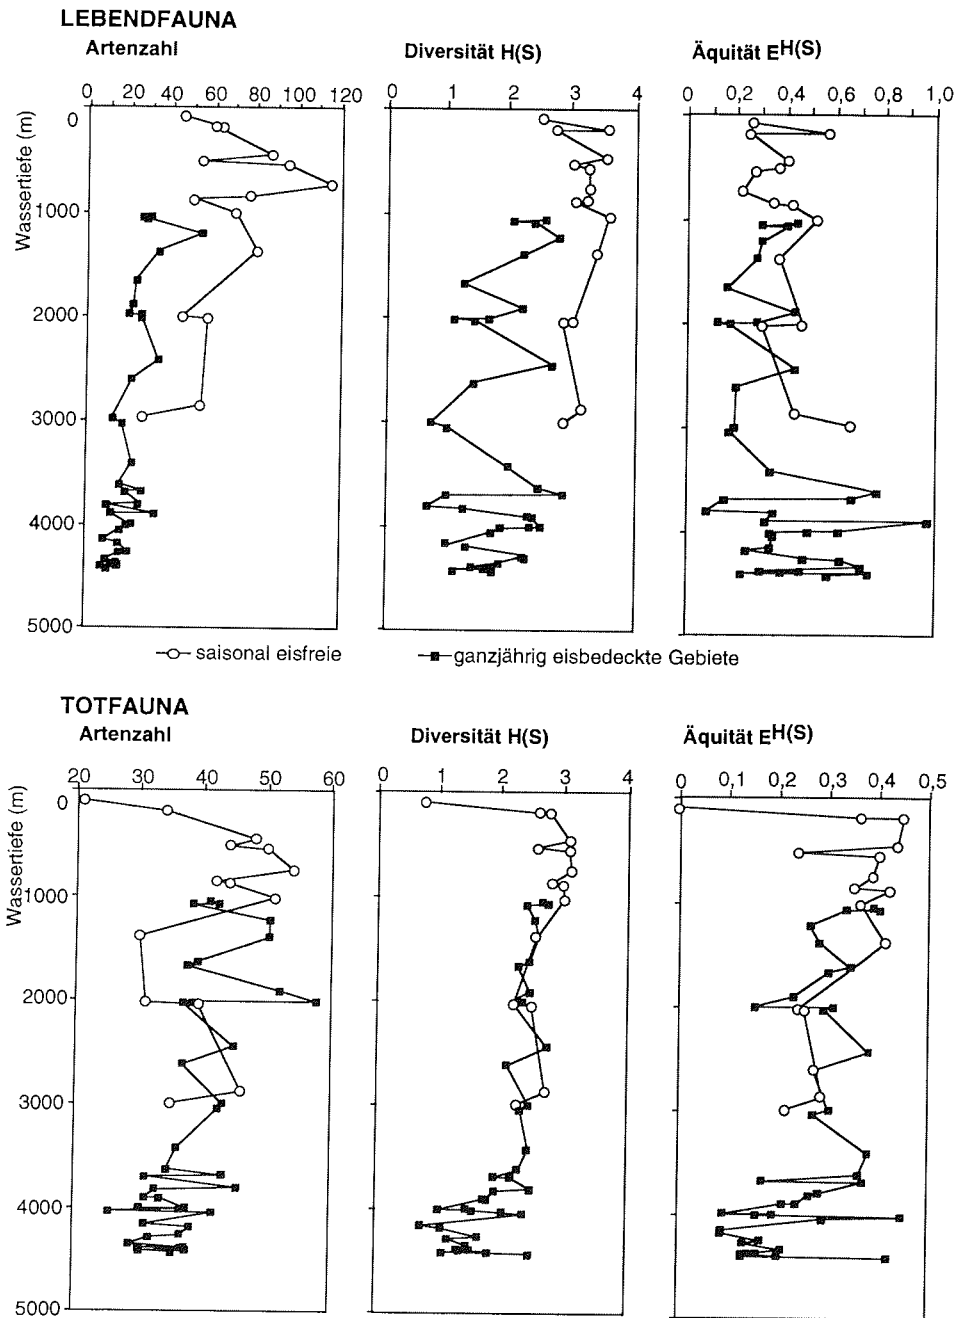 LEBENDFAUNA
Artenzahl Diversität H(S) Äquität E^H(S)
0 20 40 60 80 100 120 0 1 2 3 4 0 0,2 0,4 0,6 0,8 1,0
Wassertiefe (m)
0
1000
2000
3000
4000
5000
saisonal eisfreie ganzjährig eisbedeckte Gebiete
TOTFAUNA
Artenzahl Diversität H(S) Äquität E^H(S)
20 30 40 50 60 0 1 2 3 4 0 0,1 0,2 0,3 0,4 0,5
Wassertiefe (m)
0
1000
2000
3000
4000
5000